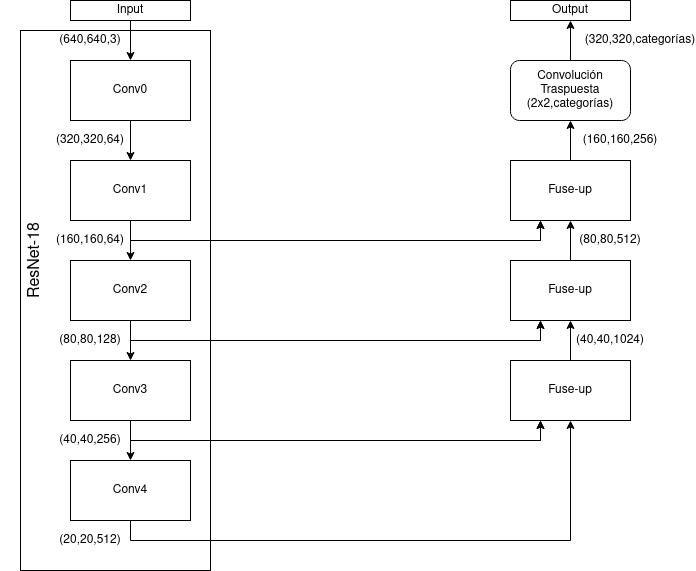 Input
(640,640,3)
ResNet-18
Conv0
(320,320,64)
Conv1
(160,160,64)
Conv2
(80,80,128)
Conv3
(40,40,256)
Conv4
(20,20,512)
Output
(320,320,categorías)
Convolución
Traspuesta
(2x2,categorías)
(160,160,256)
Fuse-up
(80,80,512)
Fuse-up
(40,40,1024)
Fuse-up